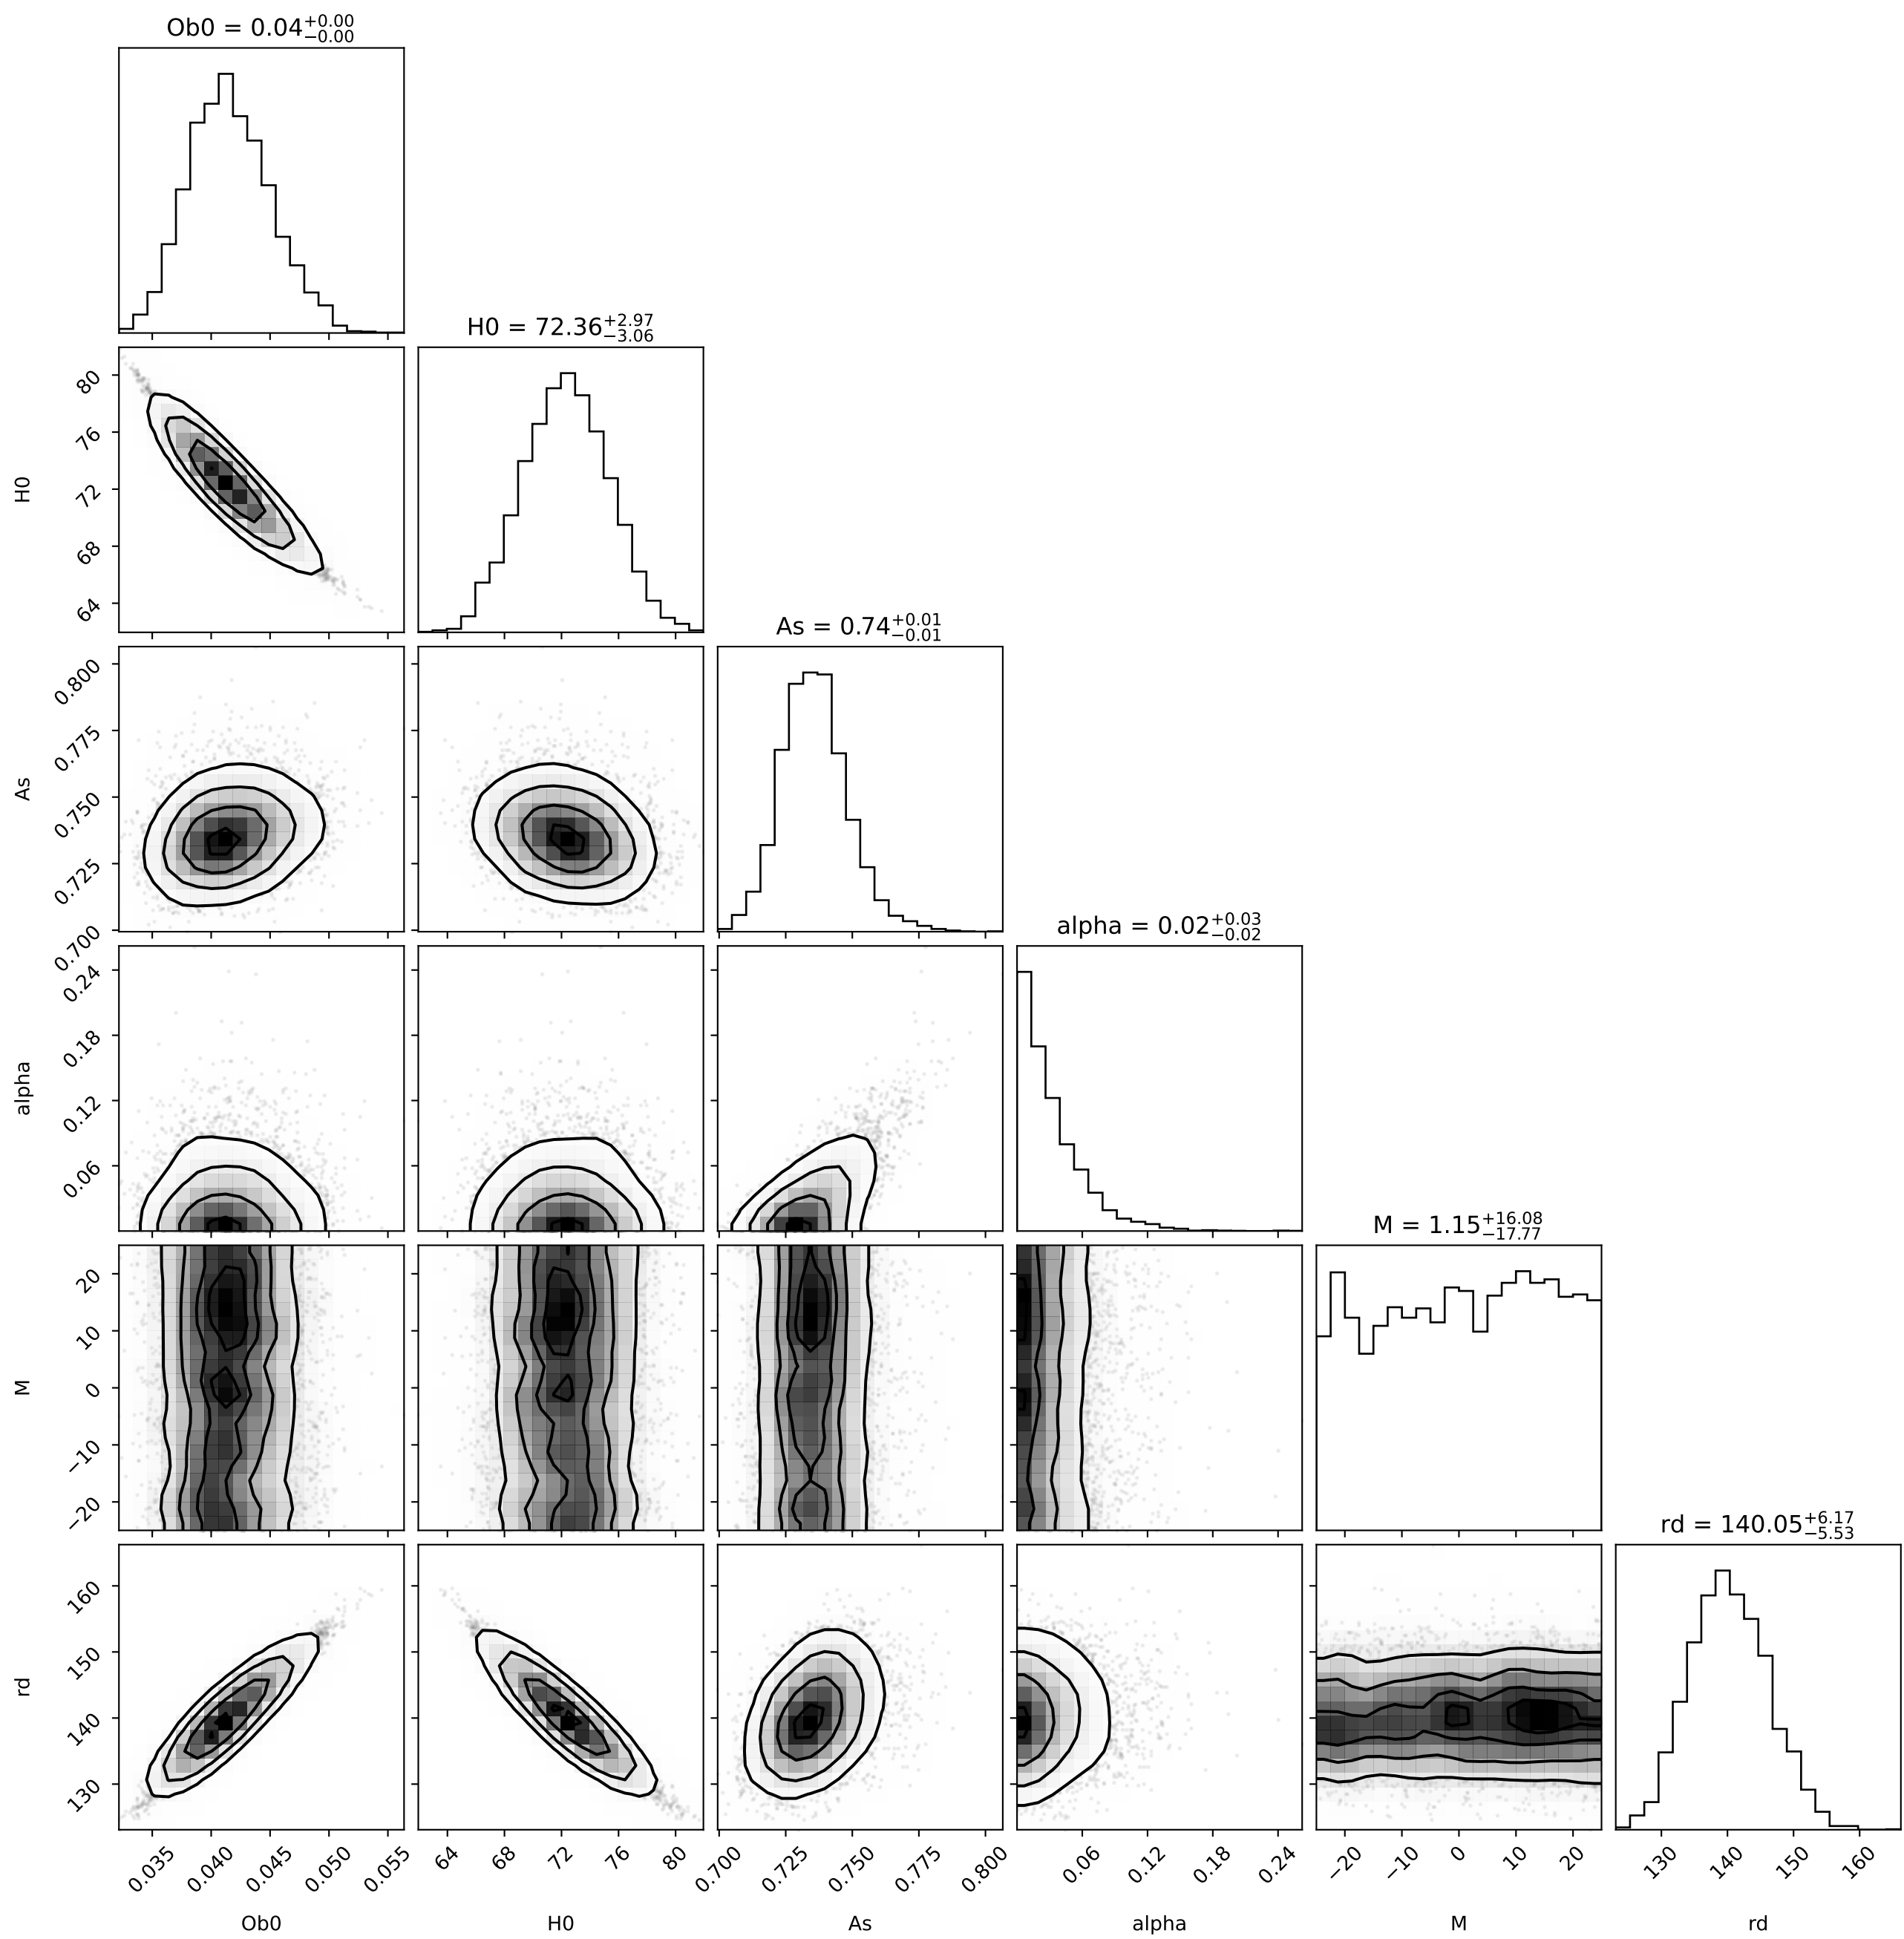 Ob0 = 0.04+0.00−0.00
H0 = 72.36+2.97−3.06
80
76
72
68
64
H0
As = 0.74+0.01−0.01
0.800
0.775
0.750
0.725
0.700
As
alpha = 0.02+0.03−0.02
0.24
0.18
0.12
0.06
alpha
M = 1.15+16.08−17.77
20
10
0
−10
−20
M
rd = 140.05+6.17−5.53
160
150
140
130
rd
0.035 0.040 0.045 0.050 0.055 64 68 72 76 80 0.700 0.725 0.750 0.775 0.800 0.06 0.12 0.18 0.24 −20 −10 0 10 20 130 140 150 160
Ob0 H0 As alpha M rd